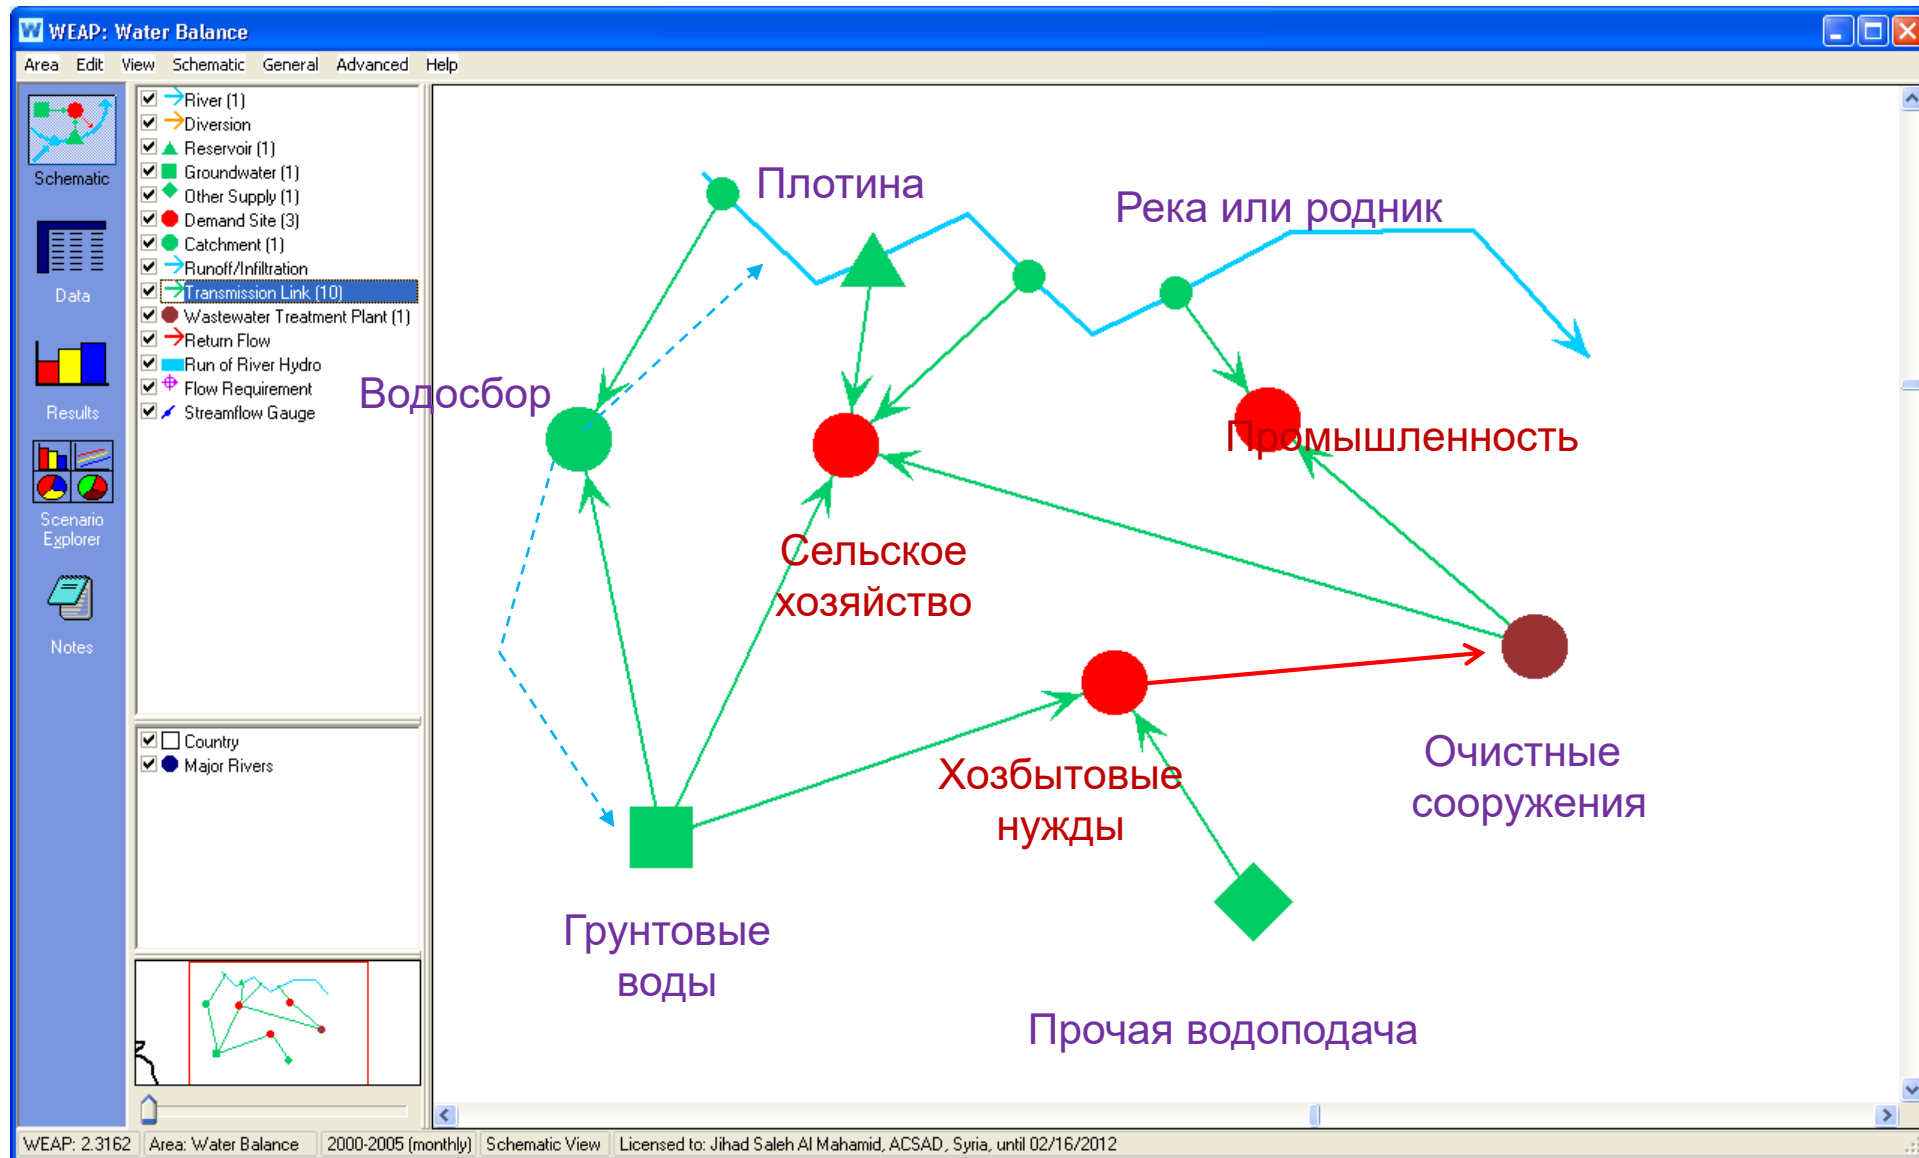 WEAP: Water Balance
Area Edit View Schematic General Advanced Help
Schematic
Data
Results
Scenario
Explorer
Notes
River (1)
Diversion
Reservoir (1)
Groundwater (1)
Other Supply (1)
Demand Site (3)
Catchment (1)
Runoff/Infiltration
Transmission Link (10)
Wastewater Treatment Plant (1)
Return Flow
Run of River Hydro
Flow Requirement
Streamflow Gauge
Country
Major Rivers
Плотина
Река или родник
Водосбор
Промышленность
Сельское
хозяйство
Хозбытовые
нужды
Очистные
сооружения
Грунтовые
воды
Прочая водоподача
WEAP: 2.3162 Area: Water Balance 2000-2005 (monthly) Schematic View Licensed to: Jihad Saleh Al Mahamid, ACSAD, Syria, until 02/16/2012